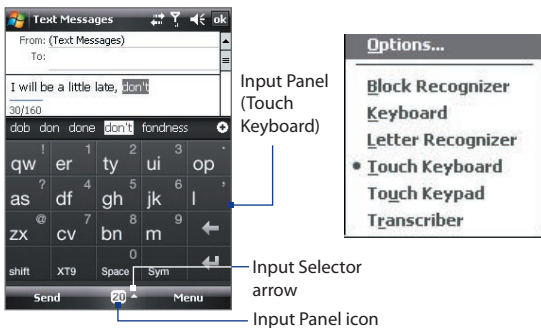 Text Messages ok
From: (Text Messages)
To:
I will be a little late, don't
30/160
dob don done don't fondness
! 1 2 3 .
qw er ty ui op
? 4 5 6 ,
as df gh jk l
@ 7 8 9
zx cv bn m
0
shift XT9 Space Sym
Send 20 Menu
Input Panel
(Touch
Keyboard)
Input Selector
arrow
Input Panel icon
Options...
Block Recognizer
Keyboard
Letter Recognizer
Touch Keyboard
Touch Keypad
Transcriber